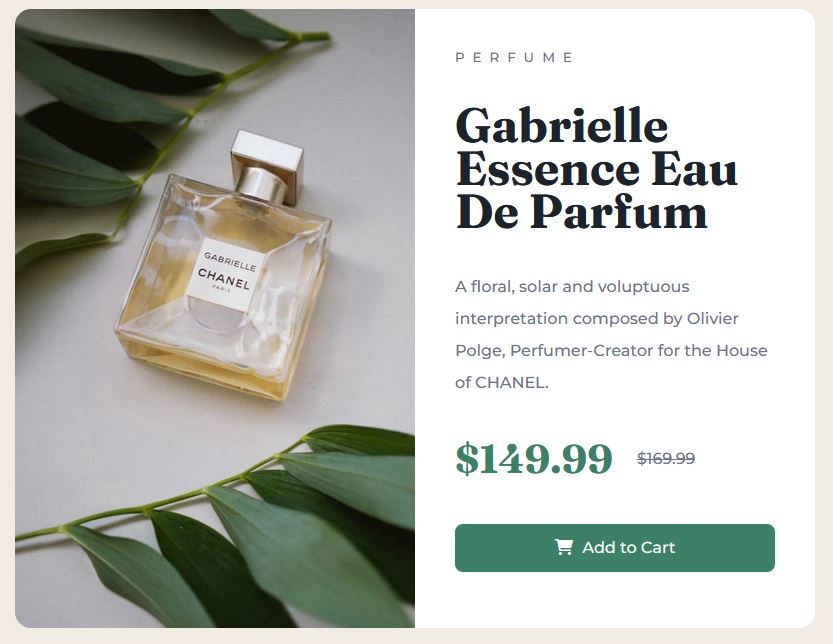 GABRIELLE
CHANEL
PARIS
PERFUME
Gabrielle
Essence Eau
De Parfum
A floral, solar and voluptuous
interpretation composed by Olivier
Polge, Perfumer-Creator for the House
of CHANEL.
$149.99 $169.99
Add to Cart